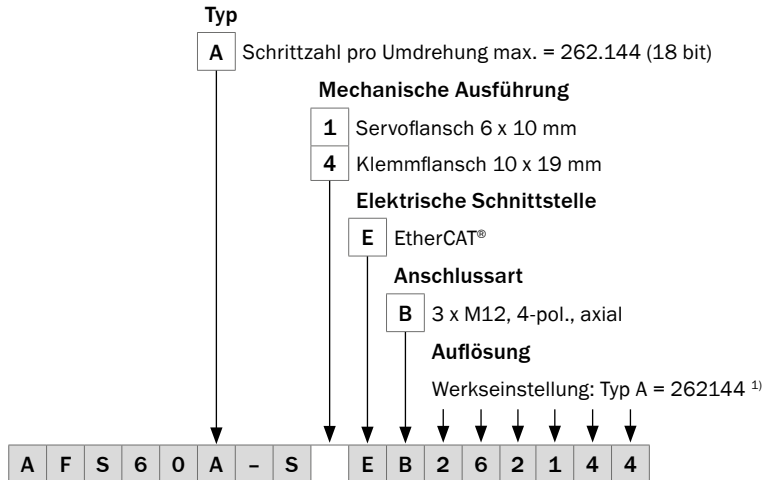 Typ
A Schrittzahl pro Umdrehung max. = 262.144 (18 bit)
Mechanische Ausführung
1 Servoflansch 6 x 10 mm
4 Klemmflansch 10 x 19 mm
Elektrische Schnittstelle
E EtherCAT®
Anschlussart
B 3 x M12, 4-pol., axial
Auflösung
Werkseinstellung: Typ A = 262144 1)
A F S 6 0 A – S E B 2 6 2 1 4 4